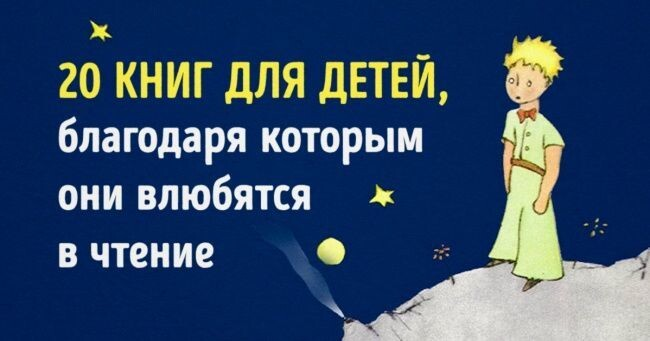 20 КНИГ ДЛЯ ДЕТЕЙ,
благодаря которым
они влюбятся
в чтение